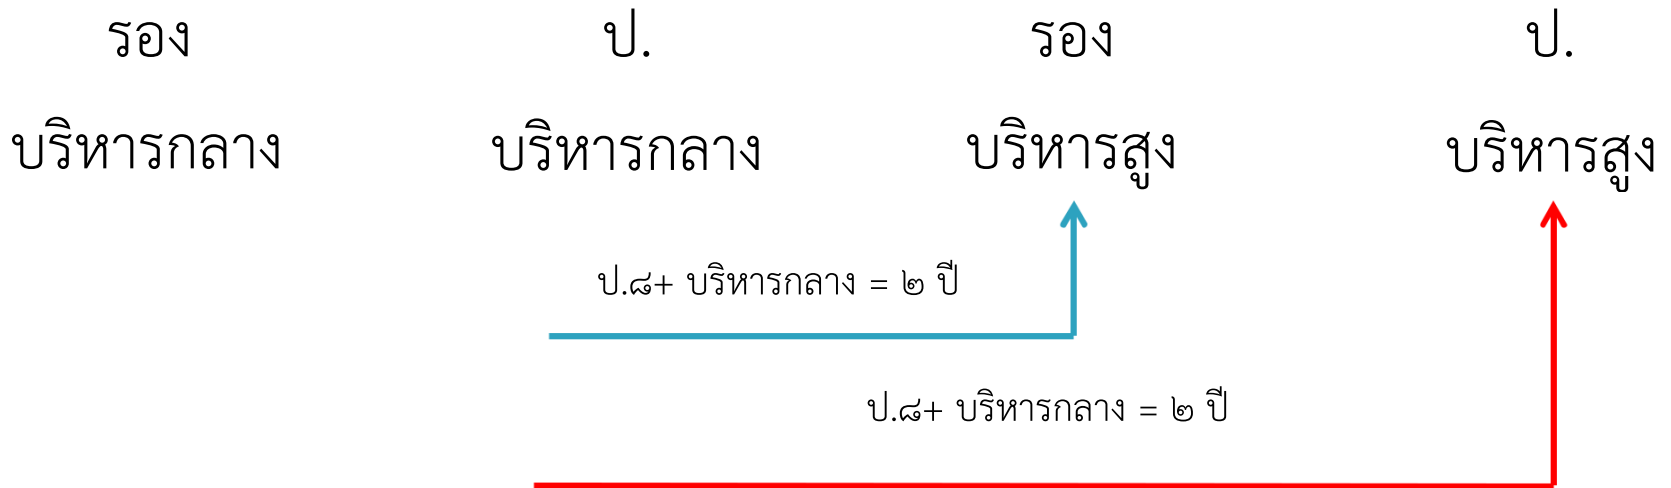 รอง ป. รอง ป.
บริหารกลาง บริหารกลาง บริหารสูง บริหารสูง
ป.๘+ บริหารกลาง = ๒ ปี
ป.๘+ บริหารกลาง = ๒ ปี